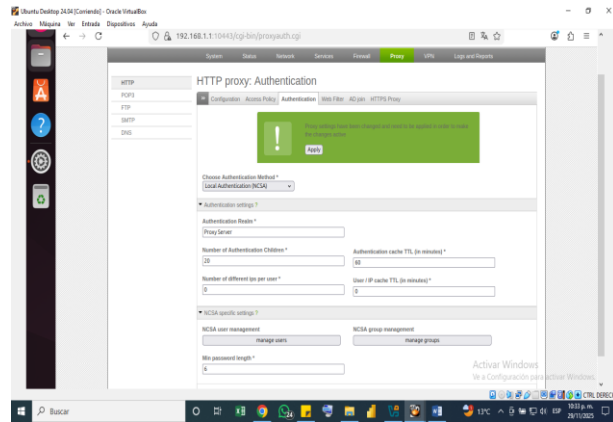 Ubuntu Desktop 24.04 [Corriendo] - Oracle VirtualBox
Archivo Máquina Ver Entrada Dispositivos Ayuda
192.168.1.1:10443/cgi-bin/proxyauth.cgi
System Status Network Services Firewall Proxy VPN Logs and Reports
HTTP
POP3
FTP
SMTP
DNS
HTTP proxy: Authentication
Configuration Access Policy Authentication Web Filter AD join HTTPS Proxy
Proxy settings have been changed and need to be applied in order to make
the changes active
Apply
Choose Authentication Method *
Local Authentication (NCSA)
Authentication settings ?
Authentication Realm *
Proxy Server
Number of Authentication Children *
20
Authentication cache TTL (in minutes) *
60
Number of different ips per user *
0
User / IP cache TTL (in minutes) *
0
NCSA specific settings ?
NCSA user management
manage users
NCSA group management
manage groups
Min password length *
6
Activar Windows
Ve a Configuración para activar Windows.
CTRL DERECHO
Buscar
24
13°C
ESP
10:33 p. m.
29/11/2025